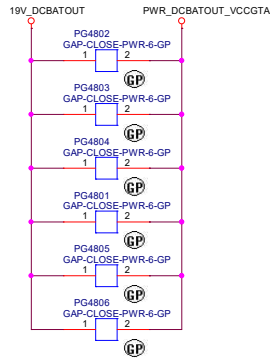 19V_DCBATOUT PWR_DCBATOUT_VCCGTA
PG4802
GAP-CLOSE-PWR-6-GP
1 2
GP
PG4803
GAP-CLOSE-PWR-6-GP
1 2
GP
PG4804
GAP-CLOSE-PWR-6-GP
1 2
GP
PG4801
GAP-CLOSE-PWR-6-GP
1 2
GP
PG4805
GAP-CLOSE-PWR-6-GP
1 2
GP
PG4806
GAP-CLOSE-PWR-6-GP
1 2
GP